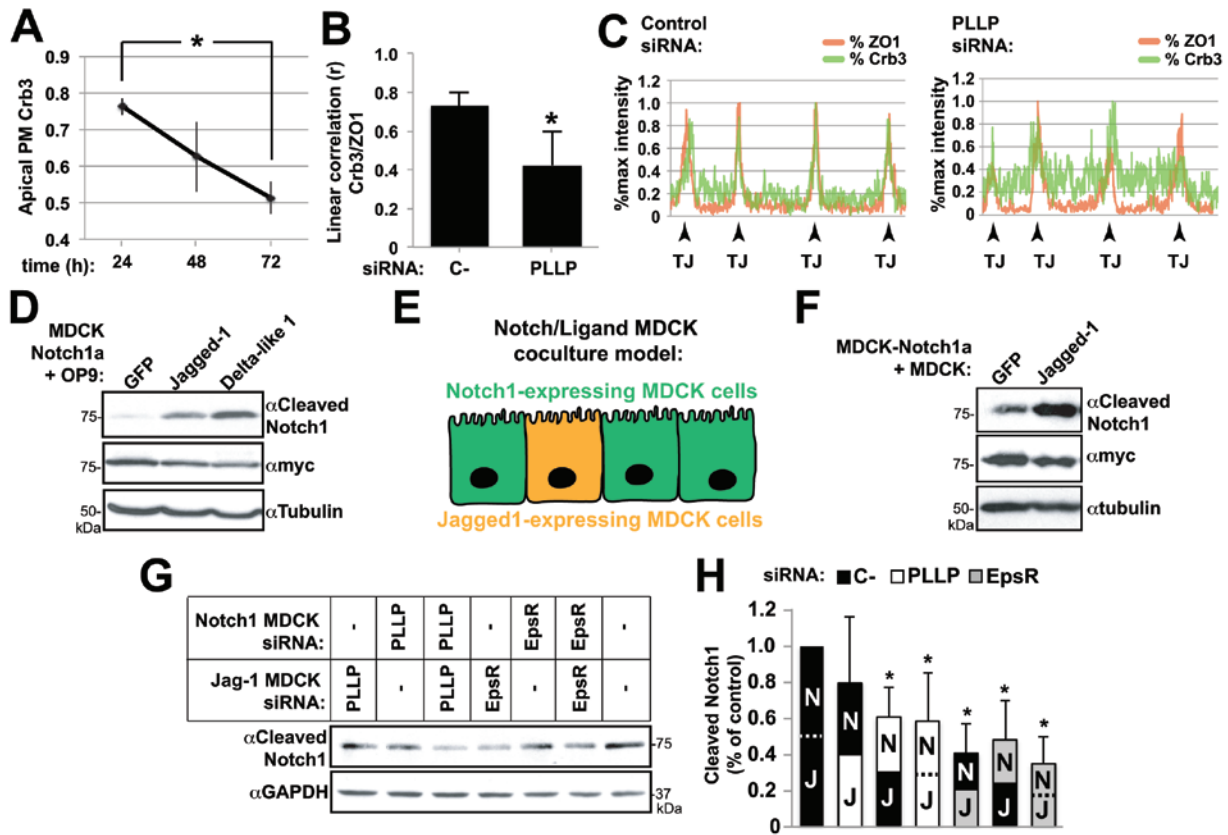 A
*
Apical PM Crb3
0.9
0.8
0.7
0.6
0.5
0.4
time (h): 24 48 72
B
Linear correlation (r)
Crb3/ZO1
1.0
0.8
0.6
0.4
0.2
0
*
siRNA: C- PLLP
C
Control
siRNA:
% ZO1
% Crb3
%max intensity
1.2
1.0
0.8
0.6
0.4
0.2
0
TJ TJ TJ TJ
PLLP
siRNA:
% ZO1
% Crb3
%max intensity
1.2
1.0
0.8
0.6
0.4
0.2
0
TJ TJ TJ TJ
D
MDCK
Notch1a
+ OP9:
GFP
Jagged-1
Delta-like 1
75-
αCleaved
Notch1
75-
αmyc
50-
kDa
αTubulin
E
Notch/Ligand MDCK
coculture model:
Notch1-expressing MDCK cells
Jagged1-expressing MDCK cells
F
MDCK-Notch1a
+ MDCK:
GFP
Jagged-1
75-
αCleaved
Notch1
75-
αmyc
50-
kDa
αtubulin
G
Notch1 MDCK
siRNA:
- PLLP PLLP - EpsR EpsR -
Jag-1 MDCK
siRNA:
PLLP - PLLP EpsR - EpsR -
αCleaved
Notch1
-75
αGAPDH
-37
kDa
H
siRNA: C- PLLP EpsR
Cleaved Notch1
(% of control)
1.2
1.0
0.8
0.6
0.4
0.2
0
* * * * *
N N N N N N N
J J J J J J J